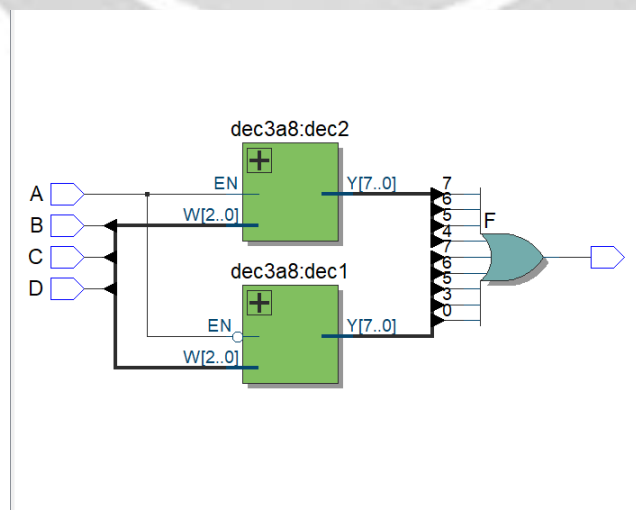 dec3a8:dec2
A
EN
Y[7..0]
7
6
B
W[2..0]
5
F
4
C
7
6
dec3a8:dec1
D
5
3
EN
Y[7..0]
0
W[2..0]